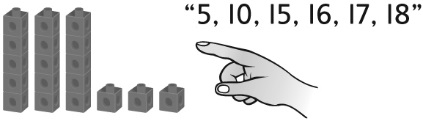 “5, 10, 15, 16, 17, 18”